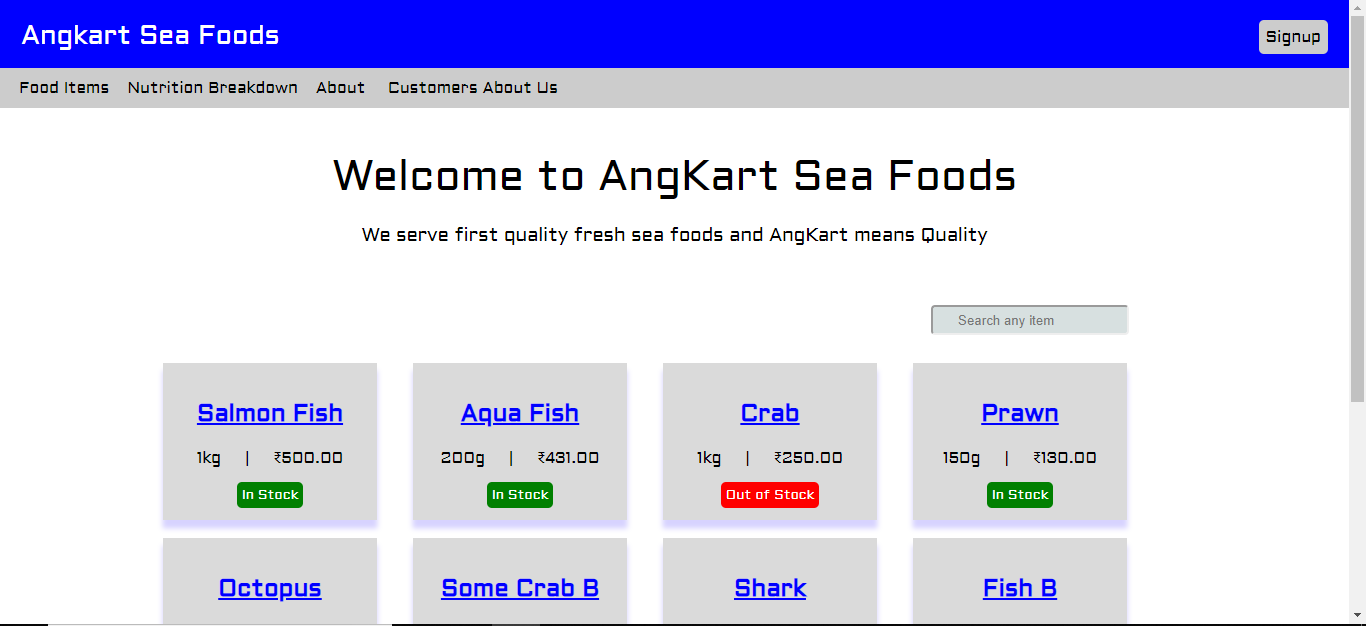 Angkart Sea Foods
Signup
Food Items Nutrition Breakdown About Customers About Us
Welcome to AngKart Sea Foods
We serve first quality fresh sea foods and AngKart means Quality
Search any item
Salmon Fish Aqua Fish Crab Prawn
1kg | ₹500.00 200g | ₹431.00 1kg | ₹250.00 150g | ₹130.00
In Stock In Stock Out of Stock In Stock
Octopus Some Crab B Shark Fish B